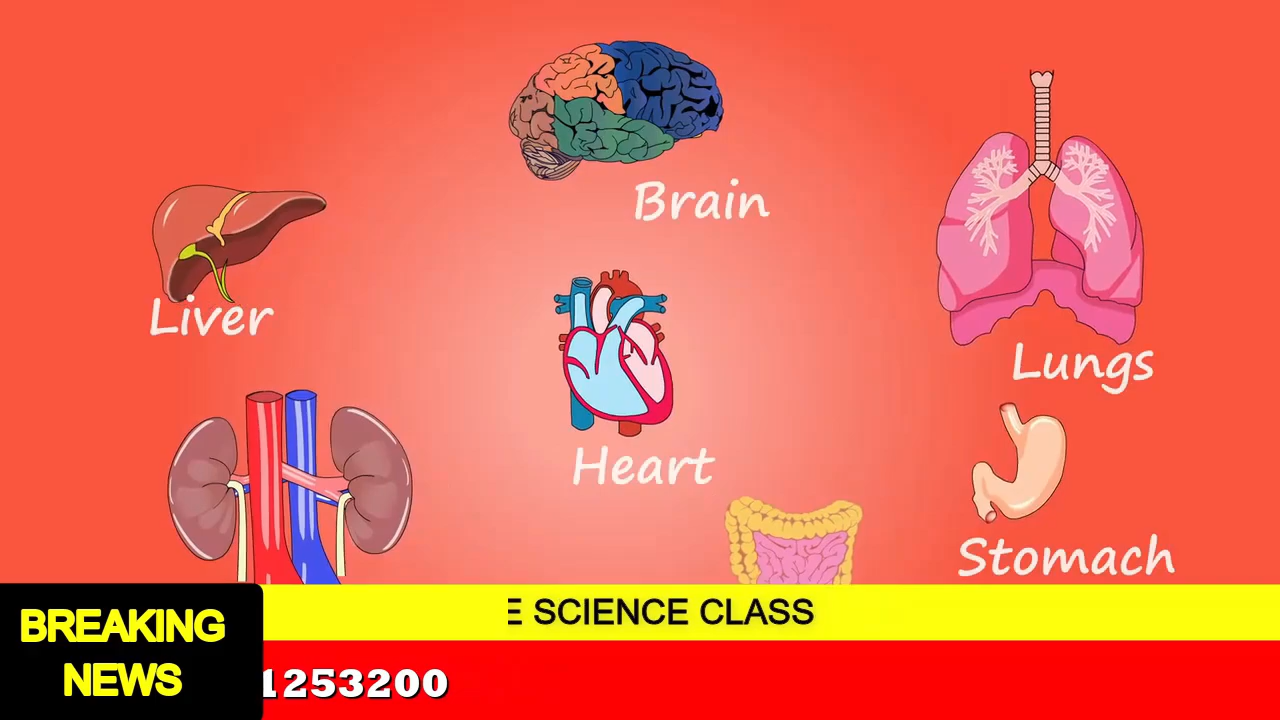 Brain
Liver
Lungs
Heart
Stomach
E SCIENCE CLASS
BREAKING
NEWS
1253200